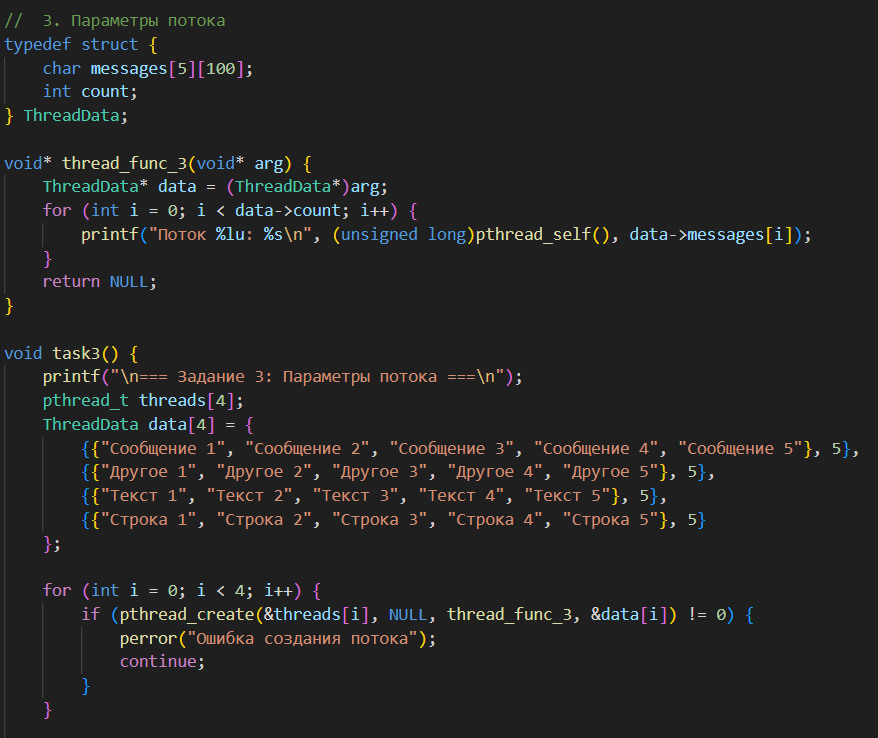 //  3. Параметры потока
typedef struct {
    char messages[5][100];
    int count;
} ThreadData;

void* thread_func_3(void* arg) {
    ThreadData* data = (ThreadData*)arg;
    for (int i = 0; i < data->count; i++) {
        printf("Поток %lu: %s\n", (unsigned long)pthread_self(), data->messages[i]);
    }
    return NULL;
}

void task3() {
    printf("\n=== Задание 3: Параметры потока ===\n");
    pthread_t threads[4];
    ThreadData data[4] = {
        {{"Сообщение 1", "Сообщение 2", "Сообщение 3", "Сообщение 4", "Сообщение 5"}, 5},
        {{"Другое 1", "Другое 2", "Другое 3", "Другое 4", "Другое 5"}, 5},
        {{"Текст 1", "Текст 2", "Текст 3", "Текст 4", "Текст 5"}, 5},
        {{"Строка 1", "Строка 2", "Строка 3", "Строка 4", "Строка 5"}, 5}
    };

    for (int i = 0; i < 4; i++) {
        if (pthread_create(&threads[i], NULL, thread_func_3, &data[i]) != 0) {
            perror("Ошибка создания потока");
            continue;
        }
    }